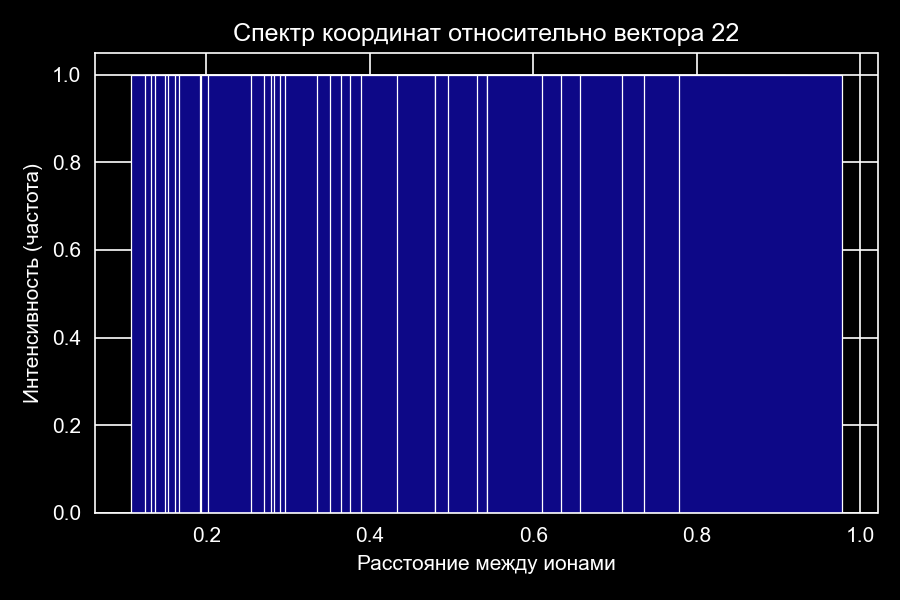 Спектр координат относительно вектора 22
Интенсивность (частота)
1.0
0.8
0.6
0.4
0.2
0.0
0.2 0.4 0.6 0.8 1.0
Расстояние между ионами